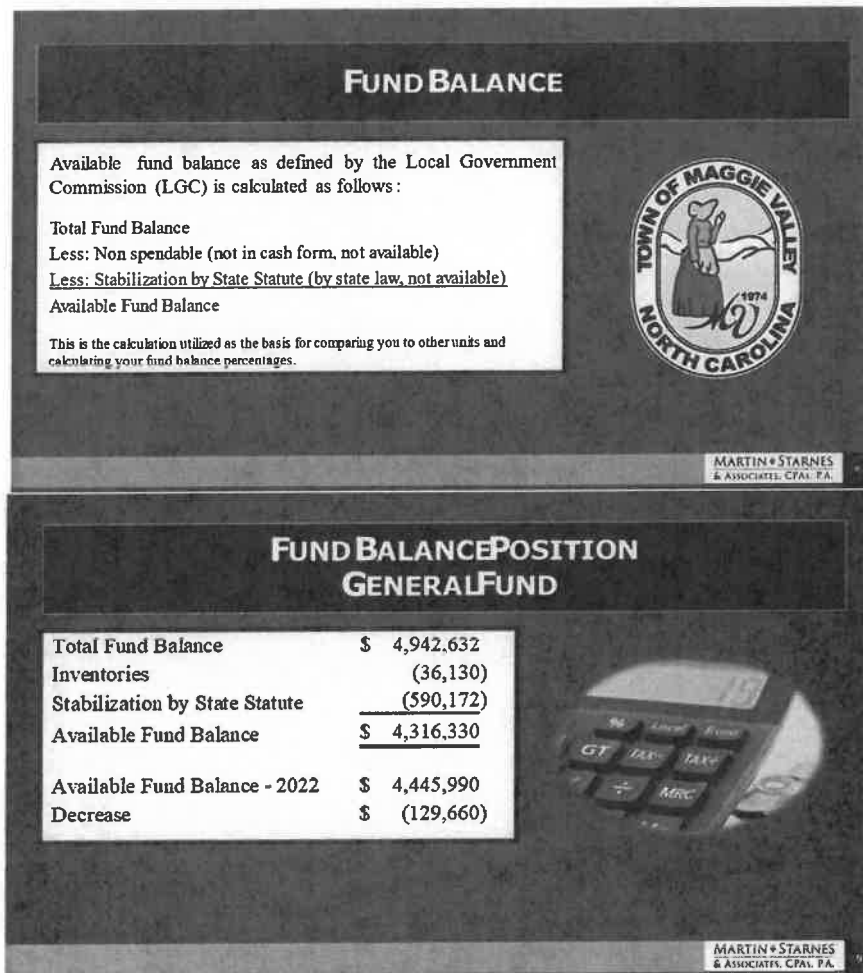 FUND BALANCE
Available fund balance as defined by the Local Government
Commission (LGC) is calculated as follows :
Total Fund Balance
Less: Non spendable (not in cash form, not available)
Less: Stabilization by State Statute (by state law, not available)
Available Fund Balance
This is the calculation utilized as the basis for comparing you to other units and
calculating your fund balance percentages.
TOWN OF MAGGIE VALLEY
1974
MV
NORTH CAROLINA
MARTIN STARNES
& ASSOCIATES, CPAs, P.A.
FUND BALANCEPOSITION
GENERALFUND
Total Fund Balance $ 4,942,632
Inventories (36,130)
Stabilization by State Statute (590,172)
Available Fund Balance $ 4,316,330
Available Fund Balance - 2022 $ 4,445,990
Decrease $ (129,660)
%
GT TAX- TAX+
÷ MRC
MARTIN STARNES
& ASSOCIATES, CPAs, P.A.